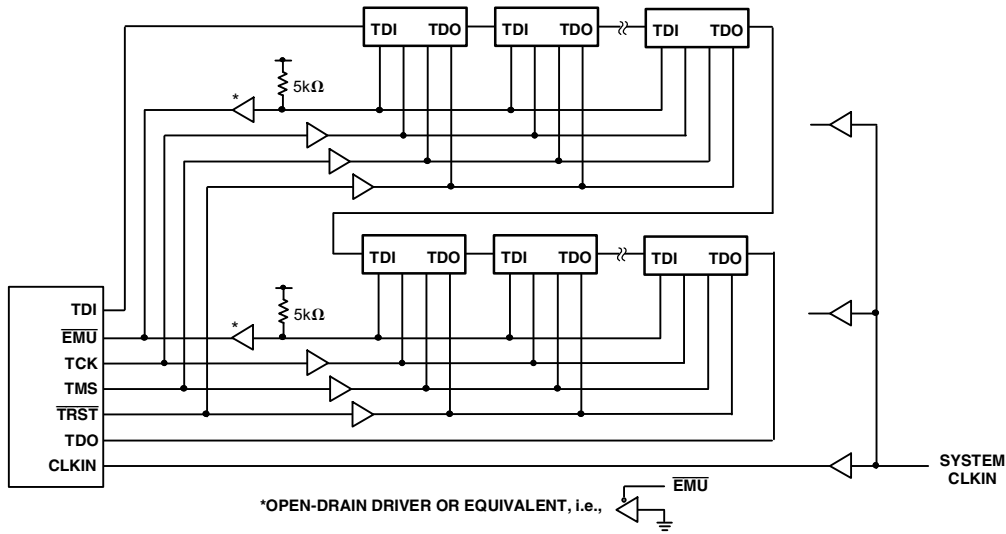 TDI TDO TDI TDO TDI TDO
5kΩ
*
TDI TDO TDI TDO TDI TDO
5kΩ
*
TDI
EMU
TCK
TMS
TRST
TDO
CLKIN
SYSTEM
CLKIN
*OPEN-DRAIN DRIVER OR EQUIVALENT, i.e.,
EMU